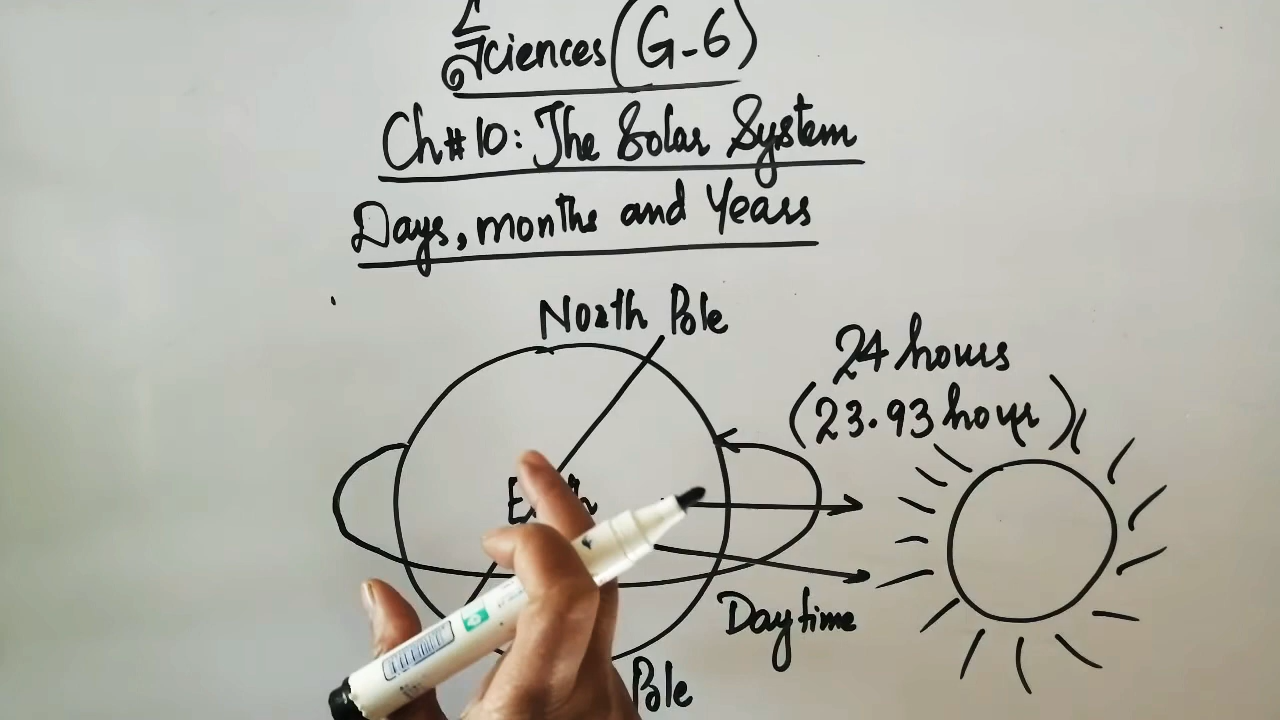 Sciences (G-6)
Ch# 10: The Solar System
Days, months and Years
North Pole
24 hours
(23.93 hour)
Daytime
Pole